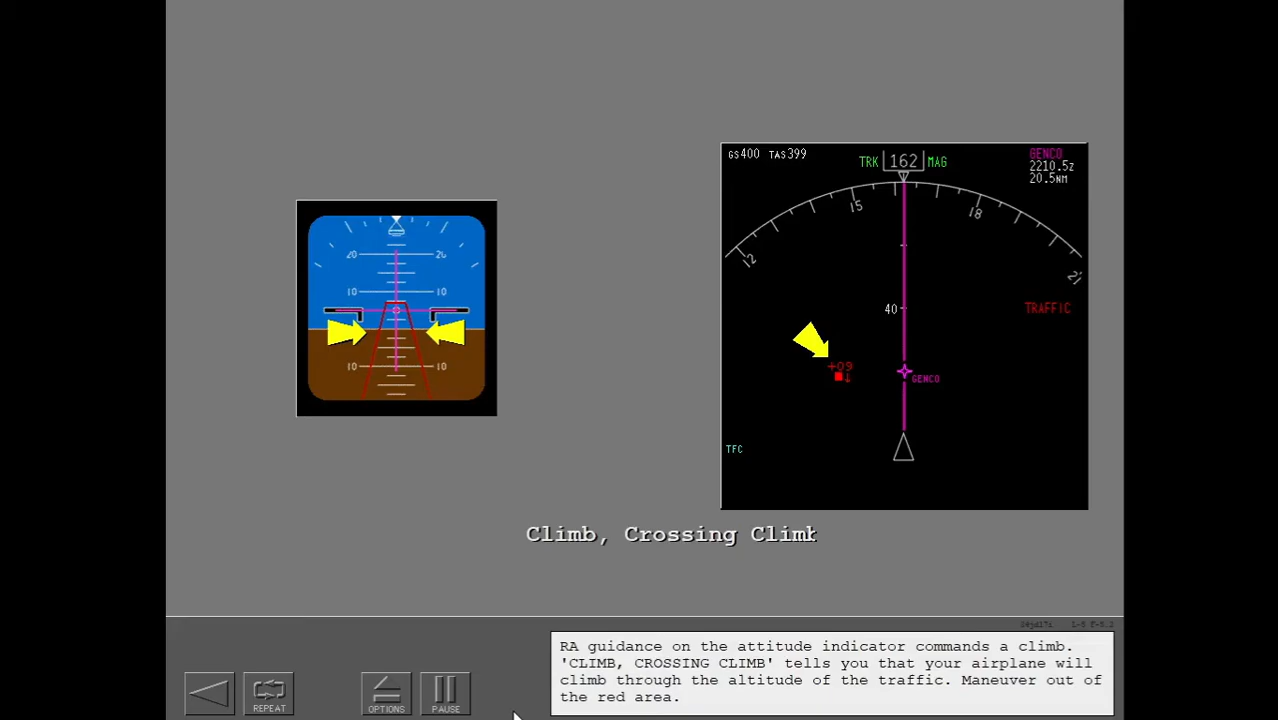 GS400 TAS399
TRK 162 MAG
GENCO
2210.5Z
20.5NM
12
15
18
21
20 20
10 10
10 10
40
TRAFFIC
+09
GENCO
TFC
Climb, Crossing Climb
RA guidance on the attitude indicator commands a climb.
'CLIMB, CROSSING CLIMB' tells you that your airplane will
climb through the altitude of the traffic. Maneuver out of
the red area.
REPEAT
OPTIONS
PAUSE